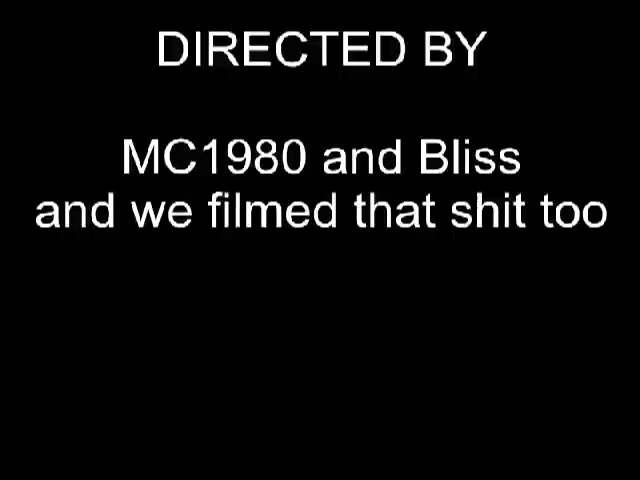 DIRECTED BY
MC1980 and Bliss
and we filmed that shit too